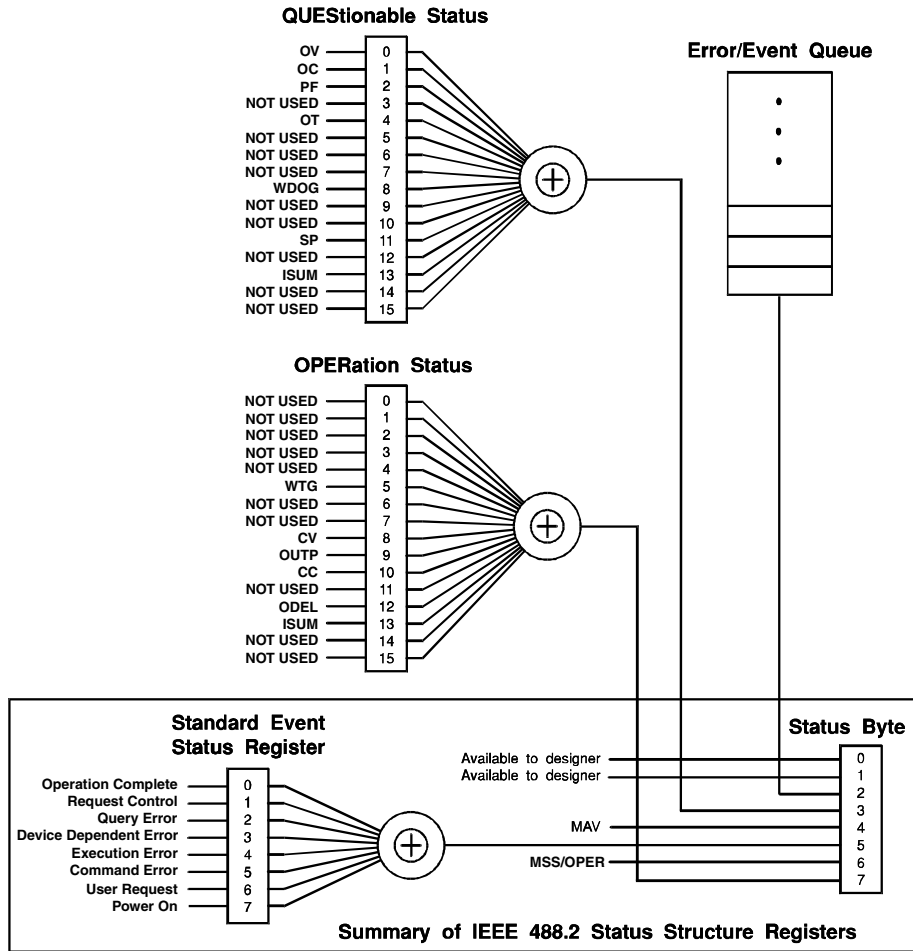 QUEStionable Status
OV 0
OC 1
PF 2
NOT USED 3
OT 4
NOT USED 5
NOT USED 6
NOT USED 7
WDOG 8
NOT USED 9
NOT USED 10
SP 11
NOT USED 12
ISUM 13
NOT USED 14
NOT USED 15
Error/Event Queue
OPERation Status
NOT USED 0
NOT USED 1
NOT USED 2
NOT USED 3
NOT USED 4
WTG 5
NOT USED 6
NOT USED 7
CV 8
OUTP 9
CC 10
NOT USED 11
ODEL 12
ISUM 13
NOT USED 14
NOT USED 15
Standard Event
Status Register
Operation Complete 0
Request Control 1
Query Error 2
Device Dependent Error 3
Execution Error 4
Command Error 5
User Request 6
Power On 7
Status Byte
Available to designer 0
Available to designer 1
2
3
MAV 4
5
MSS/OPER 6
7
Summary of IEEE 488.2 Status Structure Registers